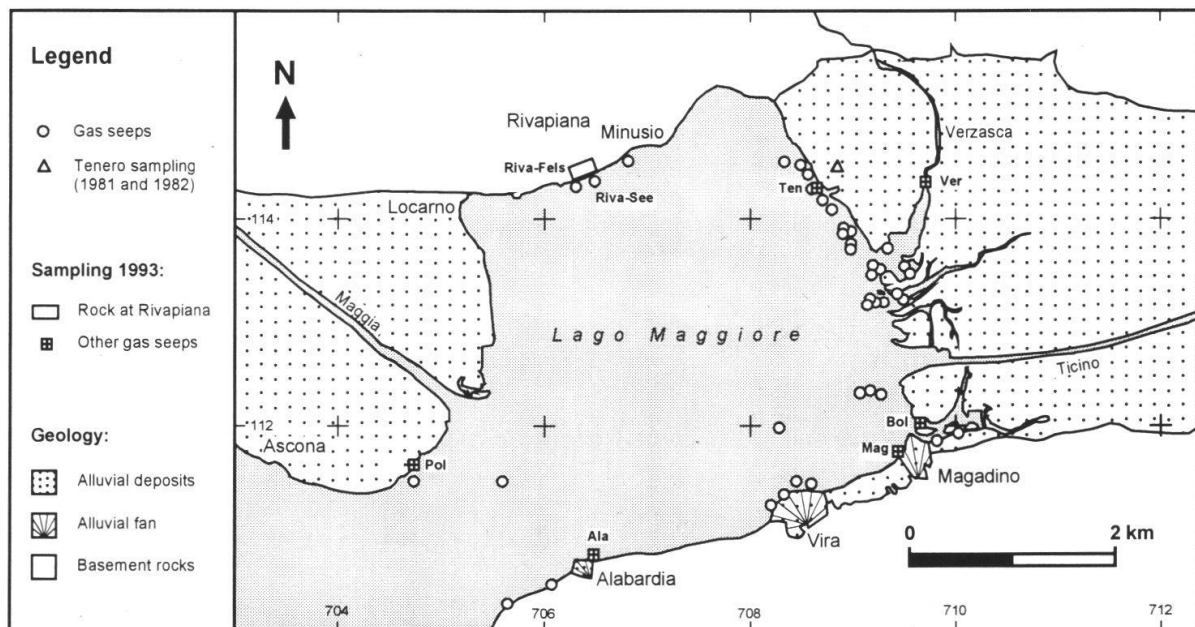 Legend
Gas seeps
Tenero sampling
(1981 and 1982)
Sampling 1993:
Rock at Rivapiana
Other gas seeps
Geology:
Alluvial deposits
Alluvial fan
Basement rocks
N
Rivapiana
Minusio
Riva-Fels
Riva-See
Verzasca
Ten
Ver
Locarno
114
Maggia
Lago Maggiore
Ticino
112
Ascona
Pol
Bol
Mag
Magadino
Vira
Ala
Alabardia
0
2 km
704
706
708
710
712